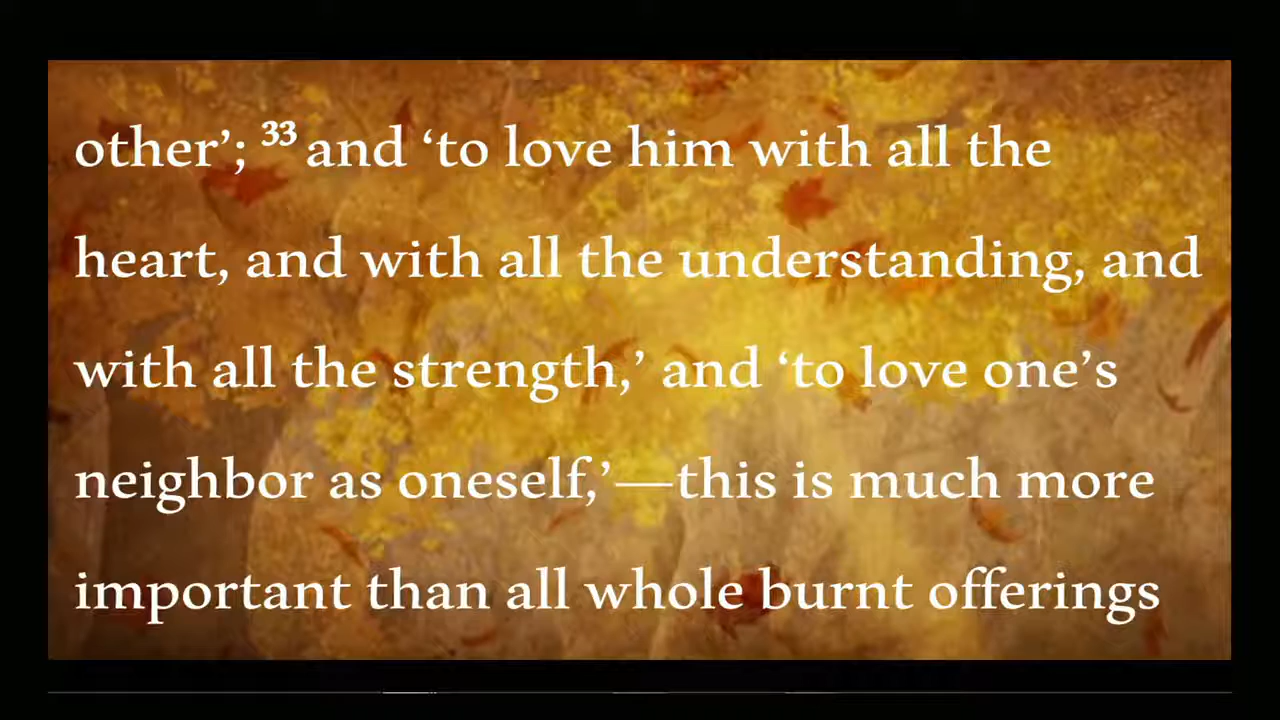 other’; ³³ and ‘to love him with all the
heart, and with all the understanding, and
with all the strength,’ and ‘to love one’s
neighbor as oneself,’—this is much more
important than all whole burnt offerings